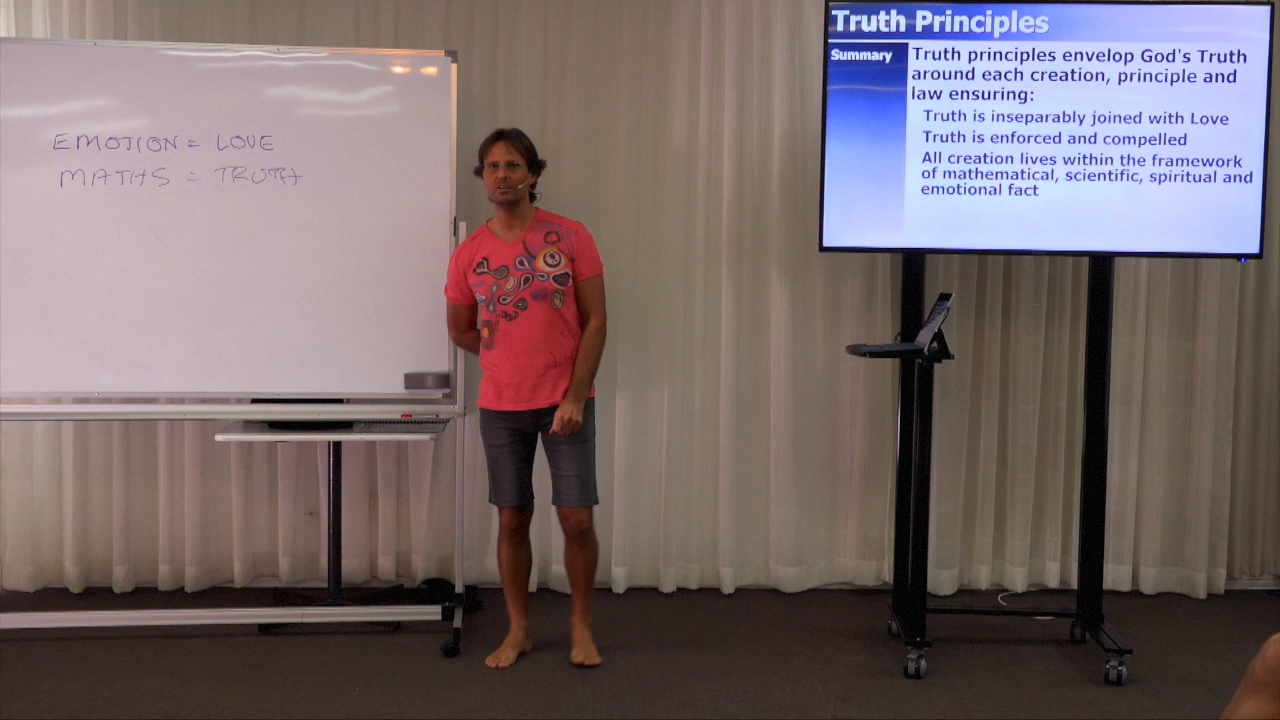 EMOTION = LOVE
MATHS = TRUTH
Truth Principles
Summary
Truth principles envelop God's Truth
around each creation, principle and
law ensuring:
Truth is inseparably joined with Love
Truth is enforced and compelled
All creation lives within the framework
of mathematical, scientific, spiritual and
emotional fact